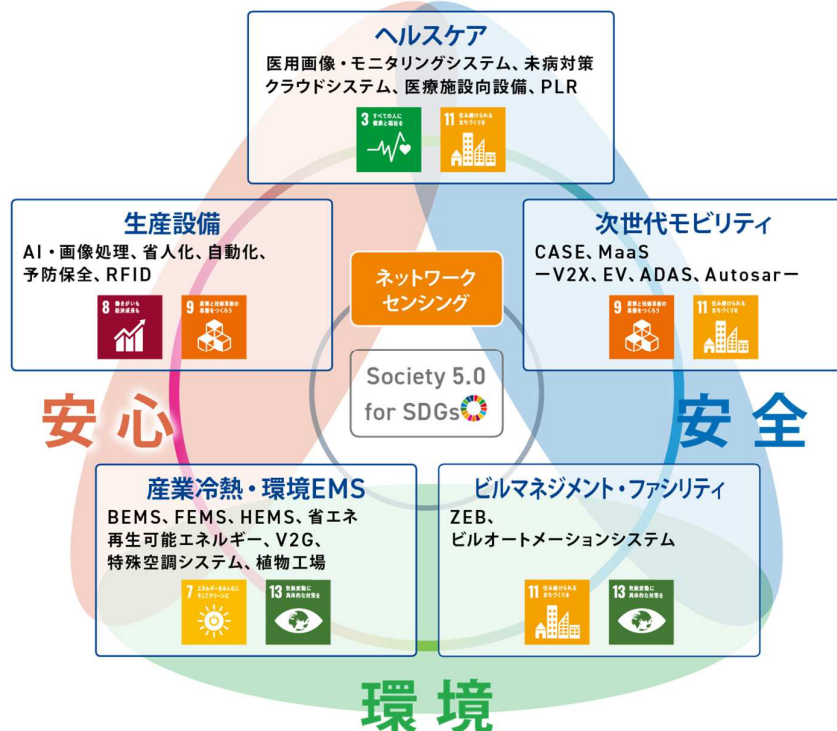 ヘルスケア
医用画像・モニタリングシステム、未病対策
クラウドシステム、医療施設向設備、PLR
3 すべての人に
健康と福祉を
11 住み続けられる
まちづくりを
生産設備
AI・画像処理、省人化、自動化、
予防保全、RFID
8 働きがいも
経済成長も
9 産業と技術革新の
基盤をつくろう
ネットワーク
センシング
次世代モビリティ
CASE、MaaS
ーV2X、EV、ADAS、Autosarー
9 産業と技術革新の
基盤をつくろう
11 住み続けられる
まちづくりを
Society 5.0
for SDGs
安心
安全
産業冷熱・環境EMS
BEMS、FEMS、HEMS、省エネ
再生可能エネルギー、V2G、
特殊空調システム、植物工場
7 エネルギーをみんなに
そしてクリーンに
13 気候変動に
具体的な対策を
ビルマネジメント・ファシリティ
ZEB、
ビルオートメーションシステム
11 住み続けられる
まちづくりを
13 気候変動に
具体的な対策を
環境